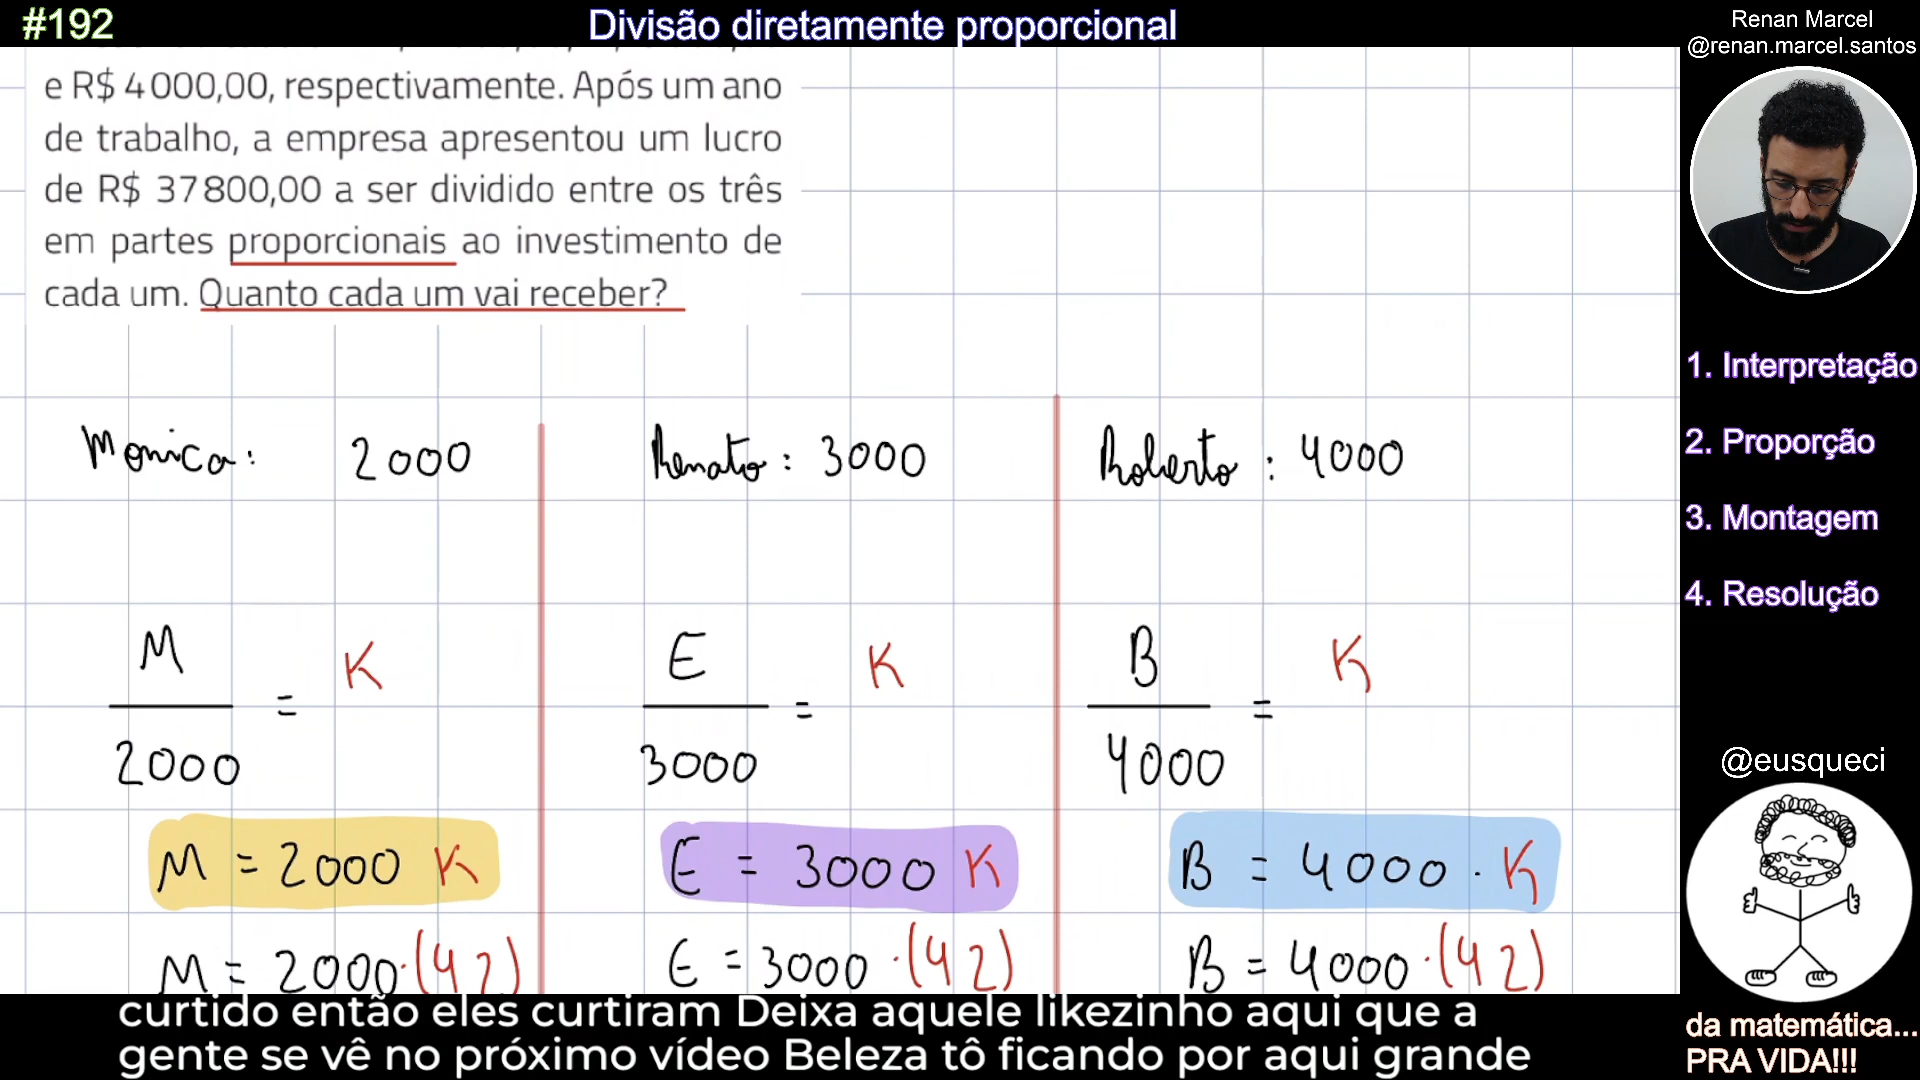 #192
Divisão diretamente proporcional
Renan Marcel
@renan.marcel.santos
e R$ 4 000,00, respectivamente. Após um ano
de trabalho, a empresa apresentou um lucro
de R$ 37 800,00 a ser dividido entre os três
em partes proporcionais ao investimento de
cada um. Quanto cada um vai receber?
Monica: 2000
Renato: 3000
Roberto: 4000
M = K
2000
E = K
3000
B = K
4000
M = 2000 K
E = 3000 K
B = 4000 . K
M = 2000.(42)
E = 3000 .(42)
B = 4000.(42)
1. Interpretação
2. Proporção
3. Montagem
4. Resolução
@eusqueci
da matemática...
PRA VIDA!!!
curtido então eles curtiram Deixa aquele likezinho aqui que a
gente se vê no próximo vídeo Beleza tô ficando por aqui grande